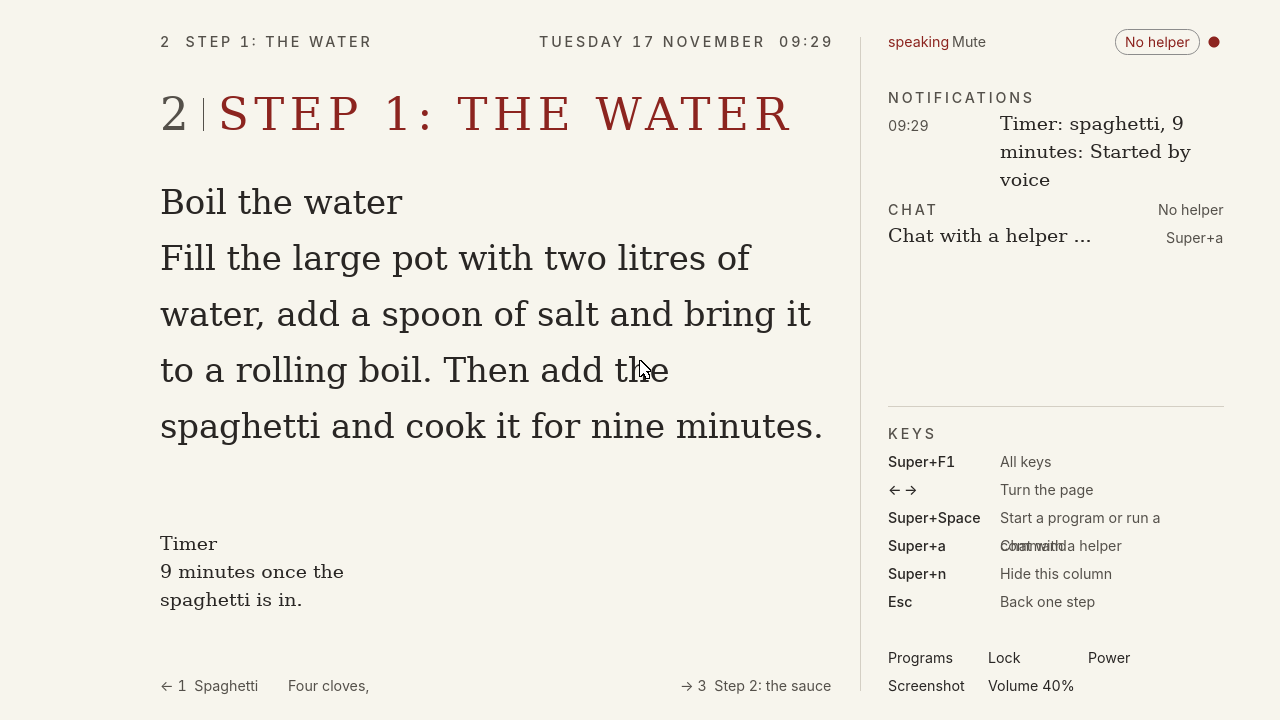 2 STEP 1: THE WATER
TUESDAY 17 NOVEMBER 09:29
2 STEP 1: THE WATER
Boil the water
Fill the large pot with two litres of
water, add a spoon of salt and bring it
to a rolling boil. Then add the
spaghetti and cook it for nine minutes.
Timer
9 minutes once the
spaghetti is in.
← 1 Spaghetti
Four cloves,
→ 3 Step 2: the sauce
speaking Mute
No helper
NOTIFICATIONS
09:29
Timer: spaghetti, 9
minutes: Started by
voice
CHAT
No helper
Chat with a helper ...
Super+a
KEYS
Super+F1 All keys
← → Turn the page
Super+Space Start a program or run a
command
Super+a Chat with a helper
Super+n Hide this column
Esc Back one step
Programs Lock Power
Screenshot Volume 40%